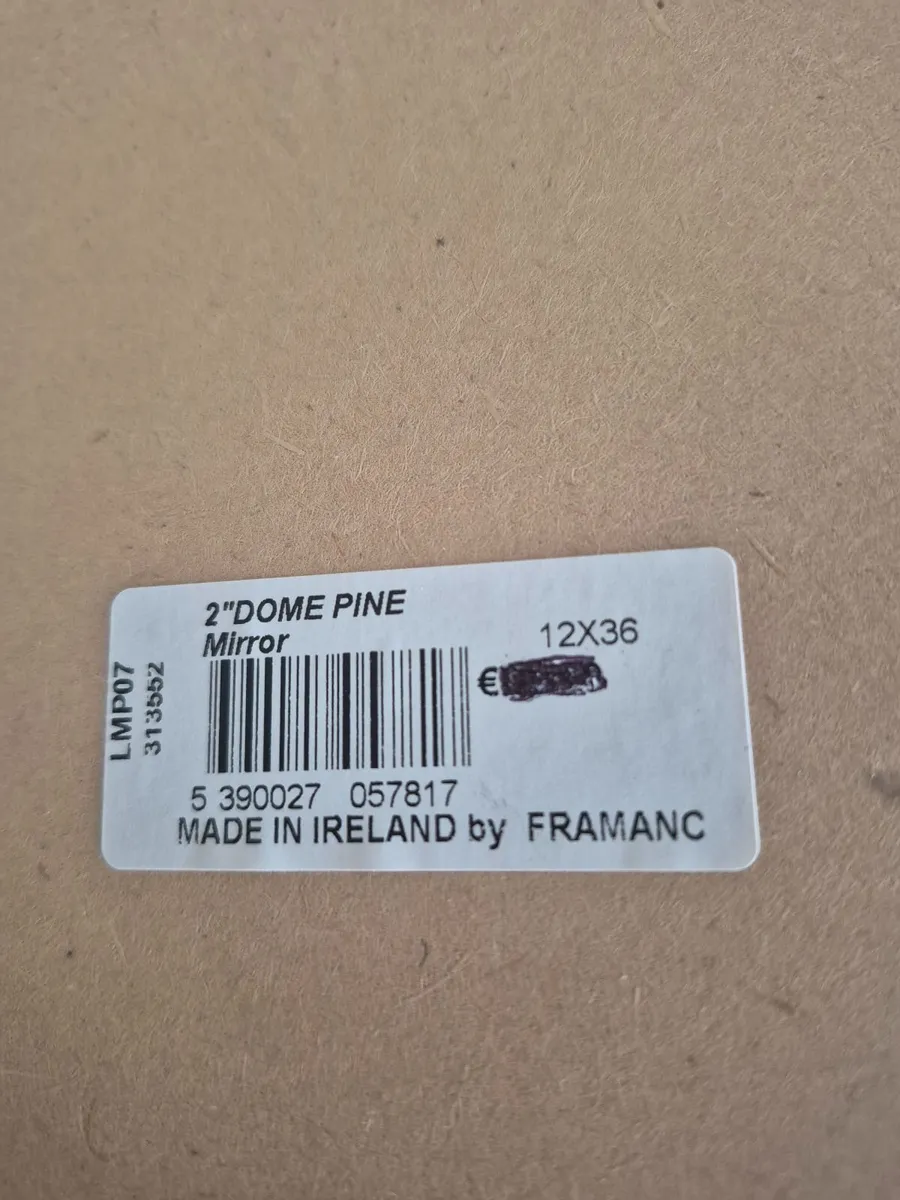 2"DOME PINE
Mirror
12X36
€
LMP07
313552
5 390027 057817
MADE IN IRELAND by FRAMANC